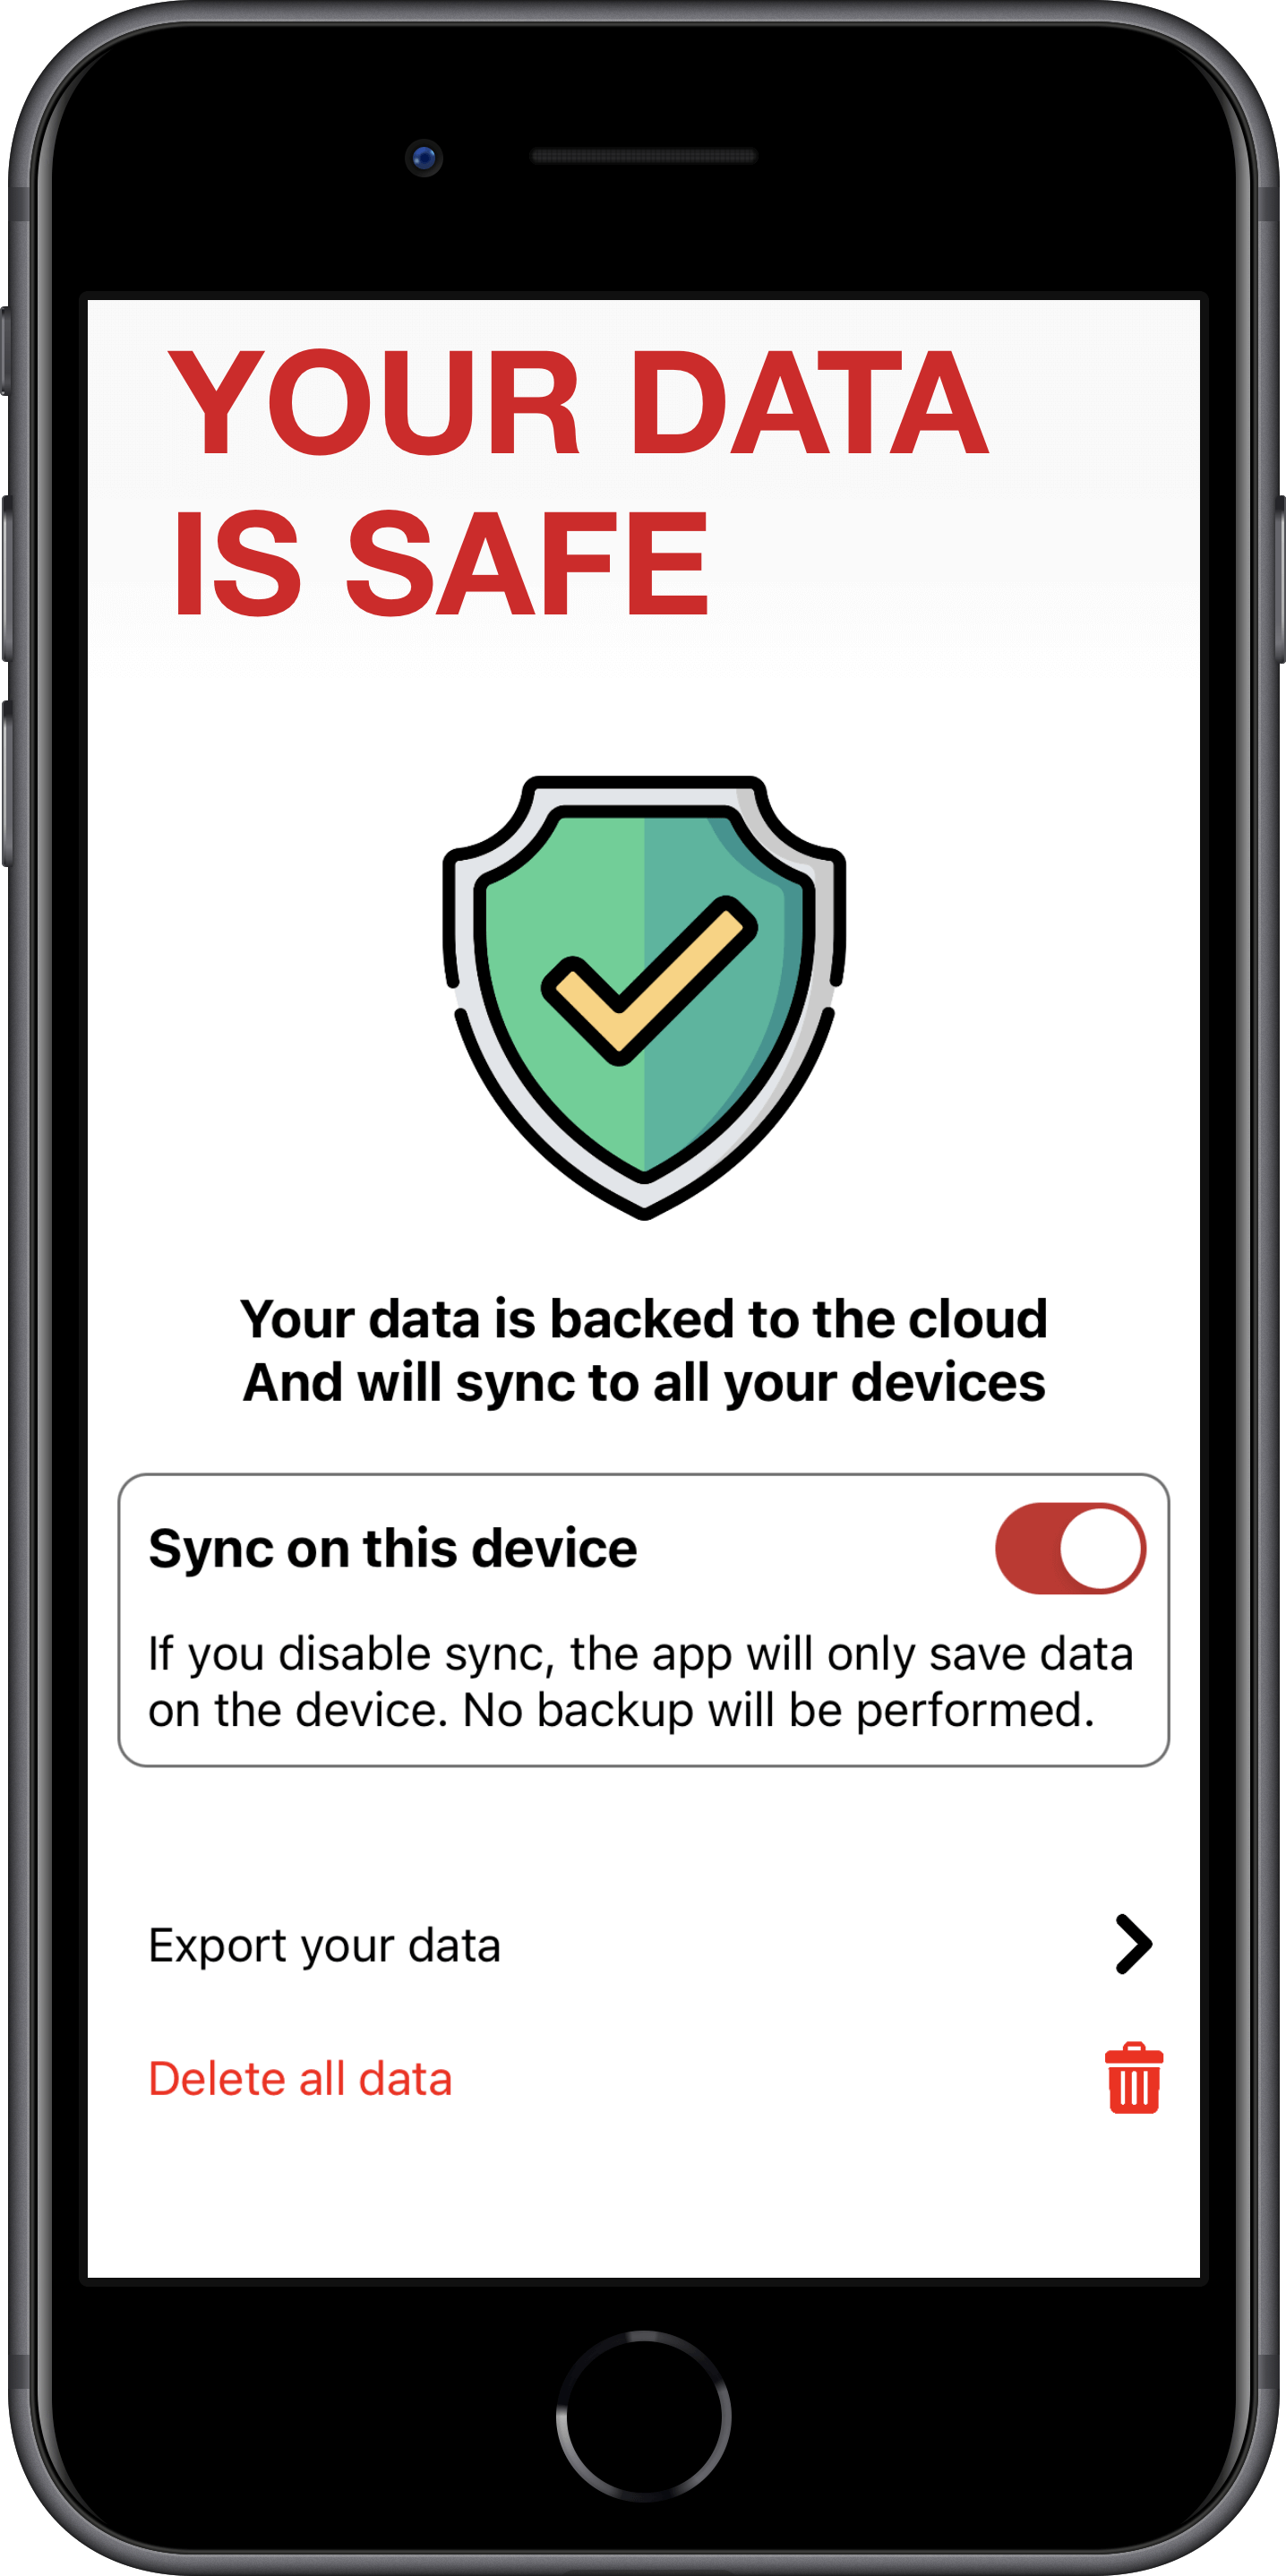 YOUR DATA
IS SAFE
Your data is backed to the cloud
And will sync to all your devices
Sync on this device
If you disable sync, the app will only save data
on the device. No backup will be performed.
Export your data
Delete all data